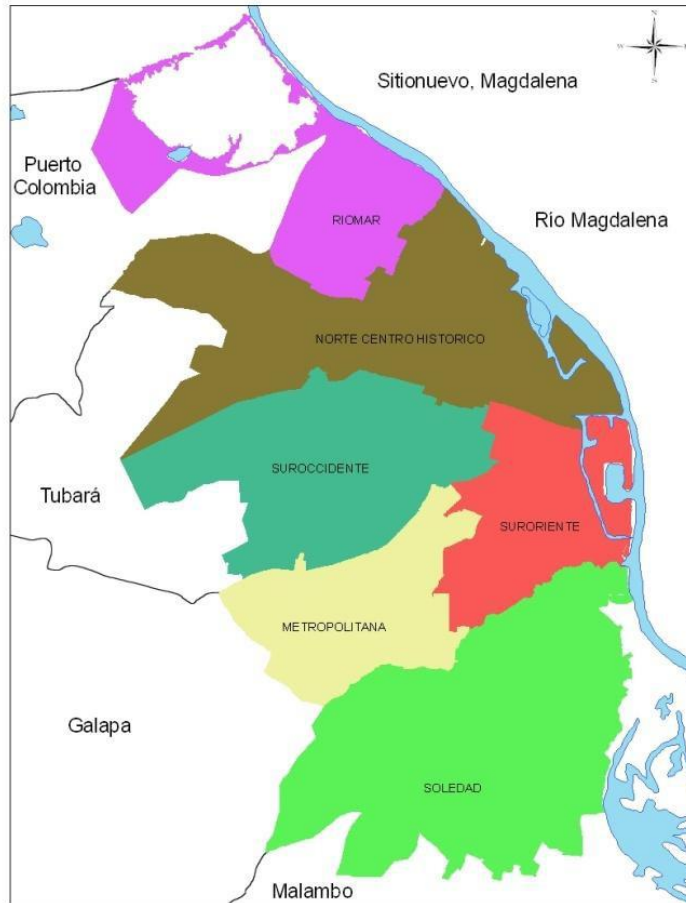 N
W
S
Sitionuevo, Magdalena
Puerto
Colombia
Río Magdalena
RIOMAR
NORTE CENTRO HISTORICO
SUROCCIDENTE
Tubará
SURORIENTE
METROPOLITANA
Galapa
SOLEDAD
Malambo